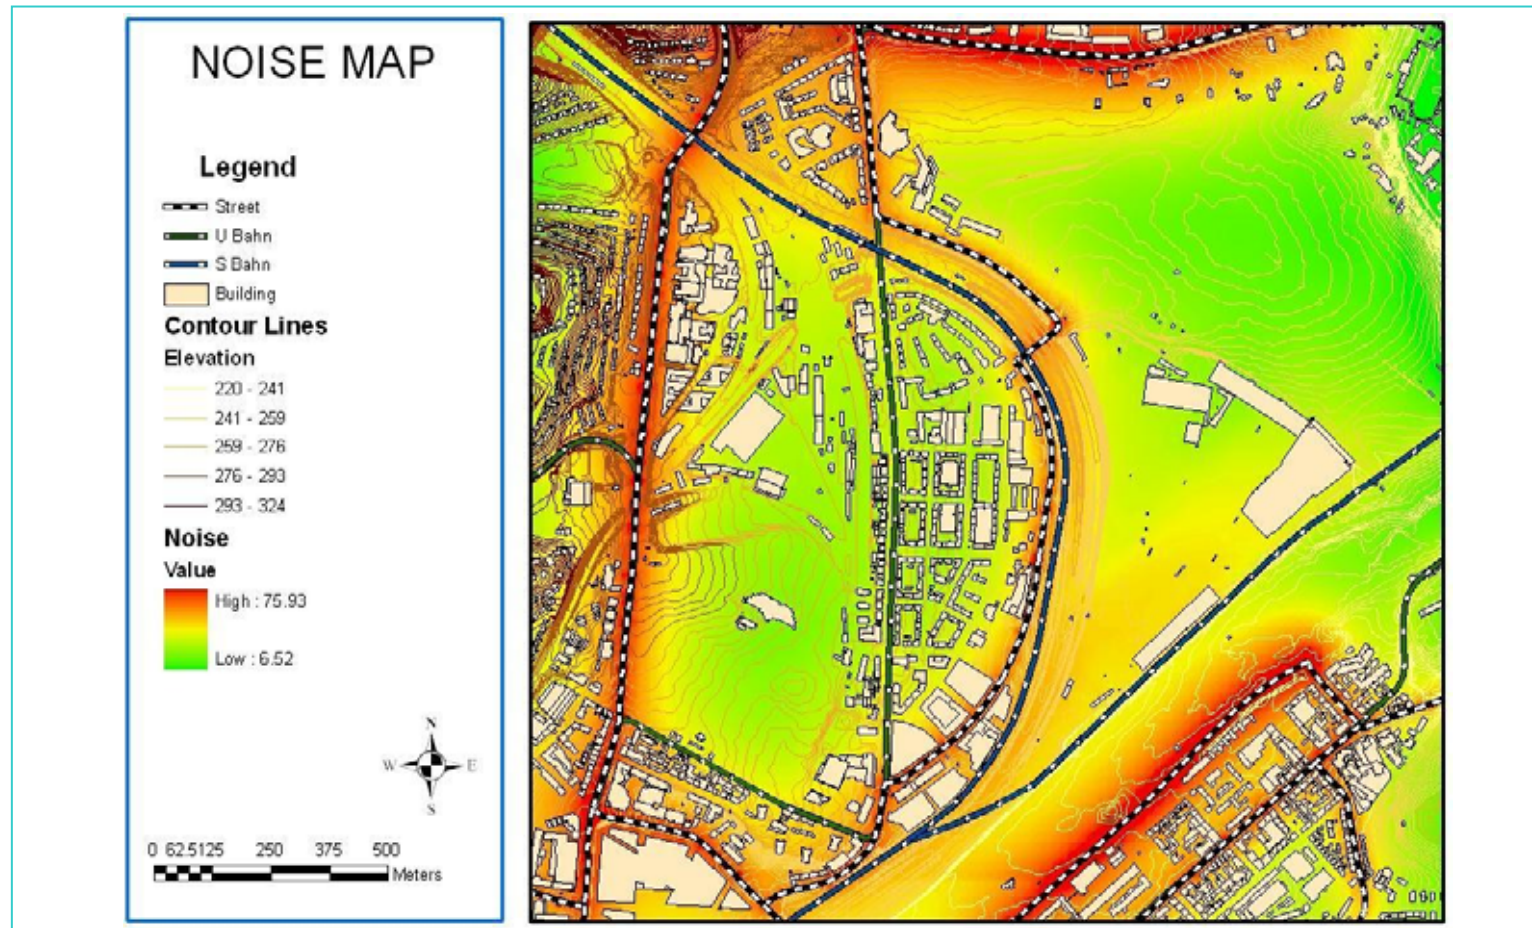 NOISE MAP
Legend
Street
U Bahn
S Bahn
Building
Contour Lines
Elevation
220 - 241
241 - 259
259 - 276
276 - 293
293 - 324
Noise
Value
High : 75.93
Low : 6.52
N
W E
S
0 62.5125 250 375 500
Meters